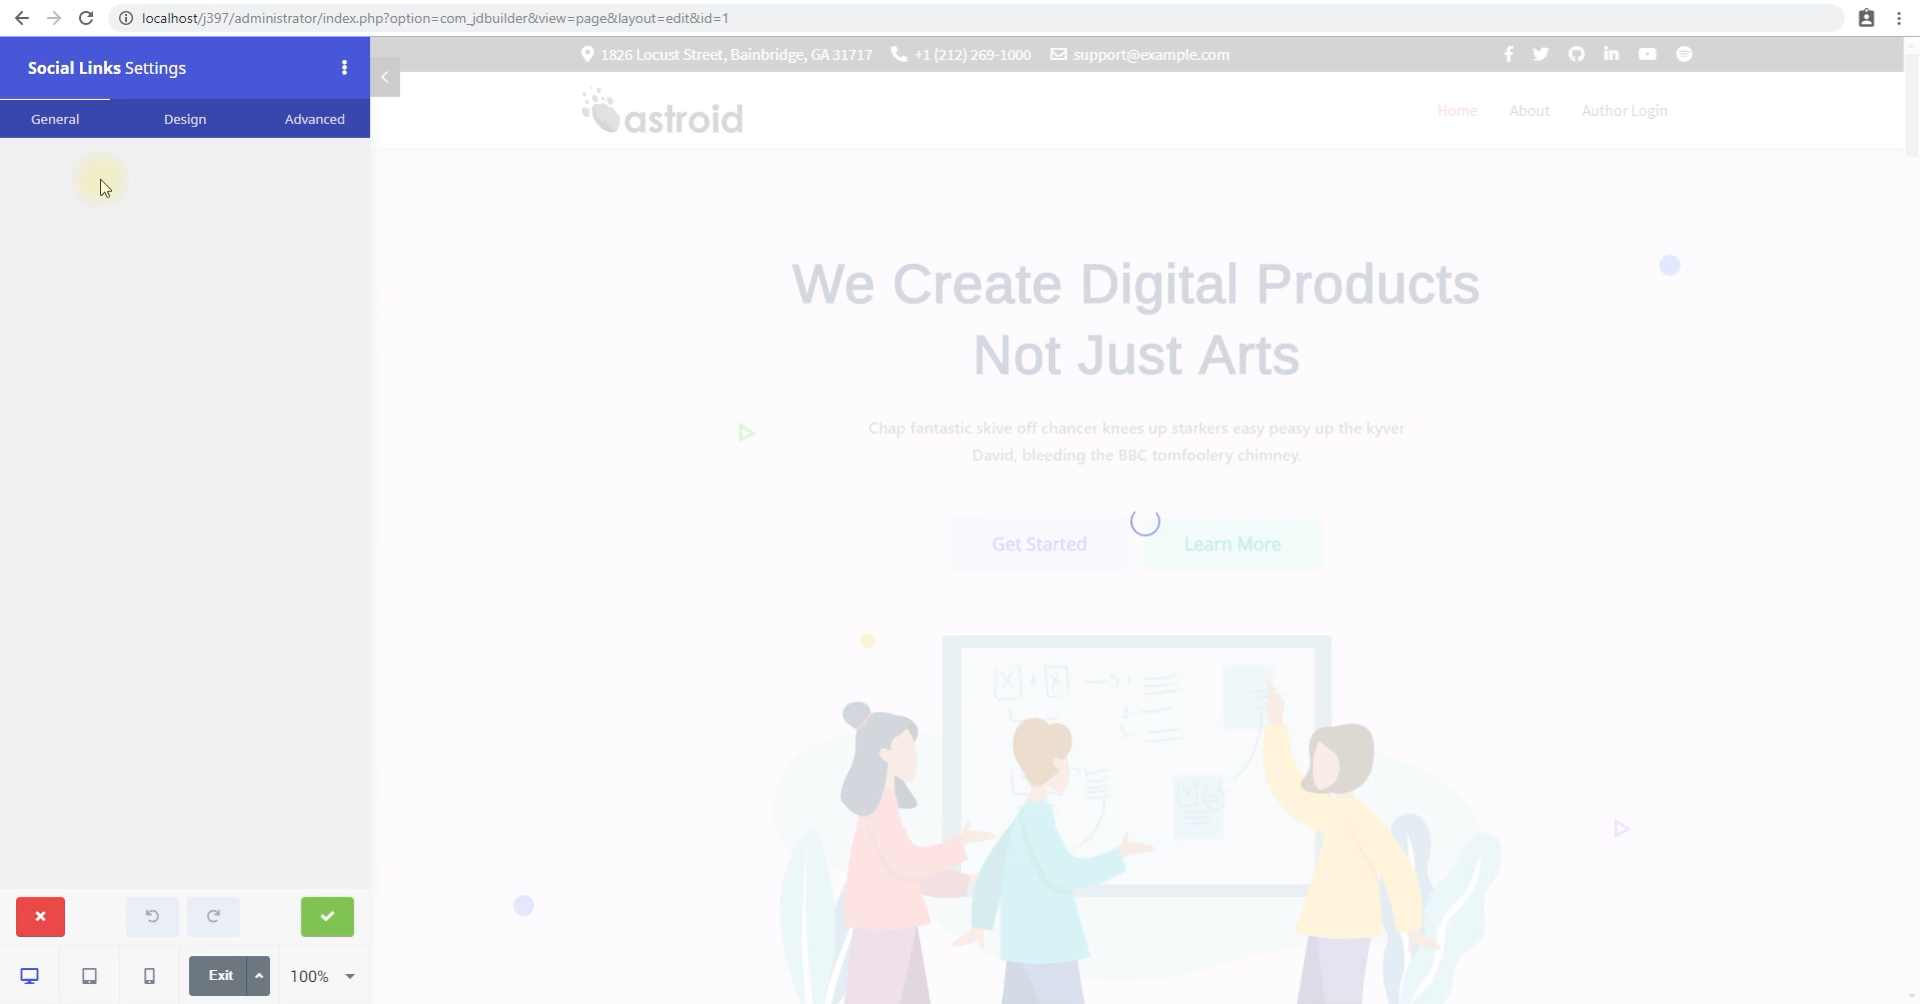 localhost/j397/administrator/index.php?option=com_jdbuilder&view=page&layout=edit&id=1
Social Links Settings
General Design Advanced
1826 Locust Street, Bainbridge, GA 31717 +1 (212) 269-1000 support@example.com
astroid
Home About Author Login
We Create Digital Products
Not Just Arts
Chap fantastic skive off chancer knees up starkers easy peasy up the kyver
David, bleeding the BBC tomfoolery chimney.
Get Started Learn More
Exit 100%